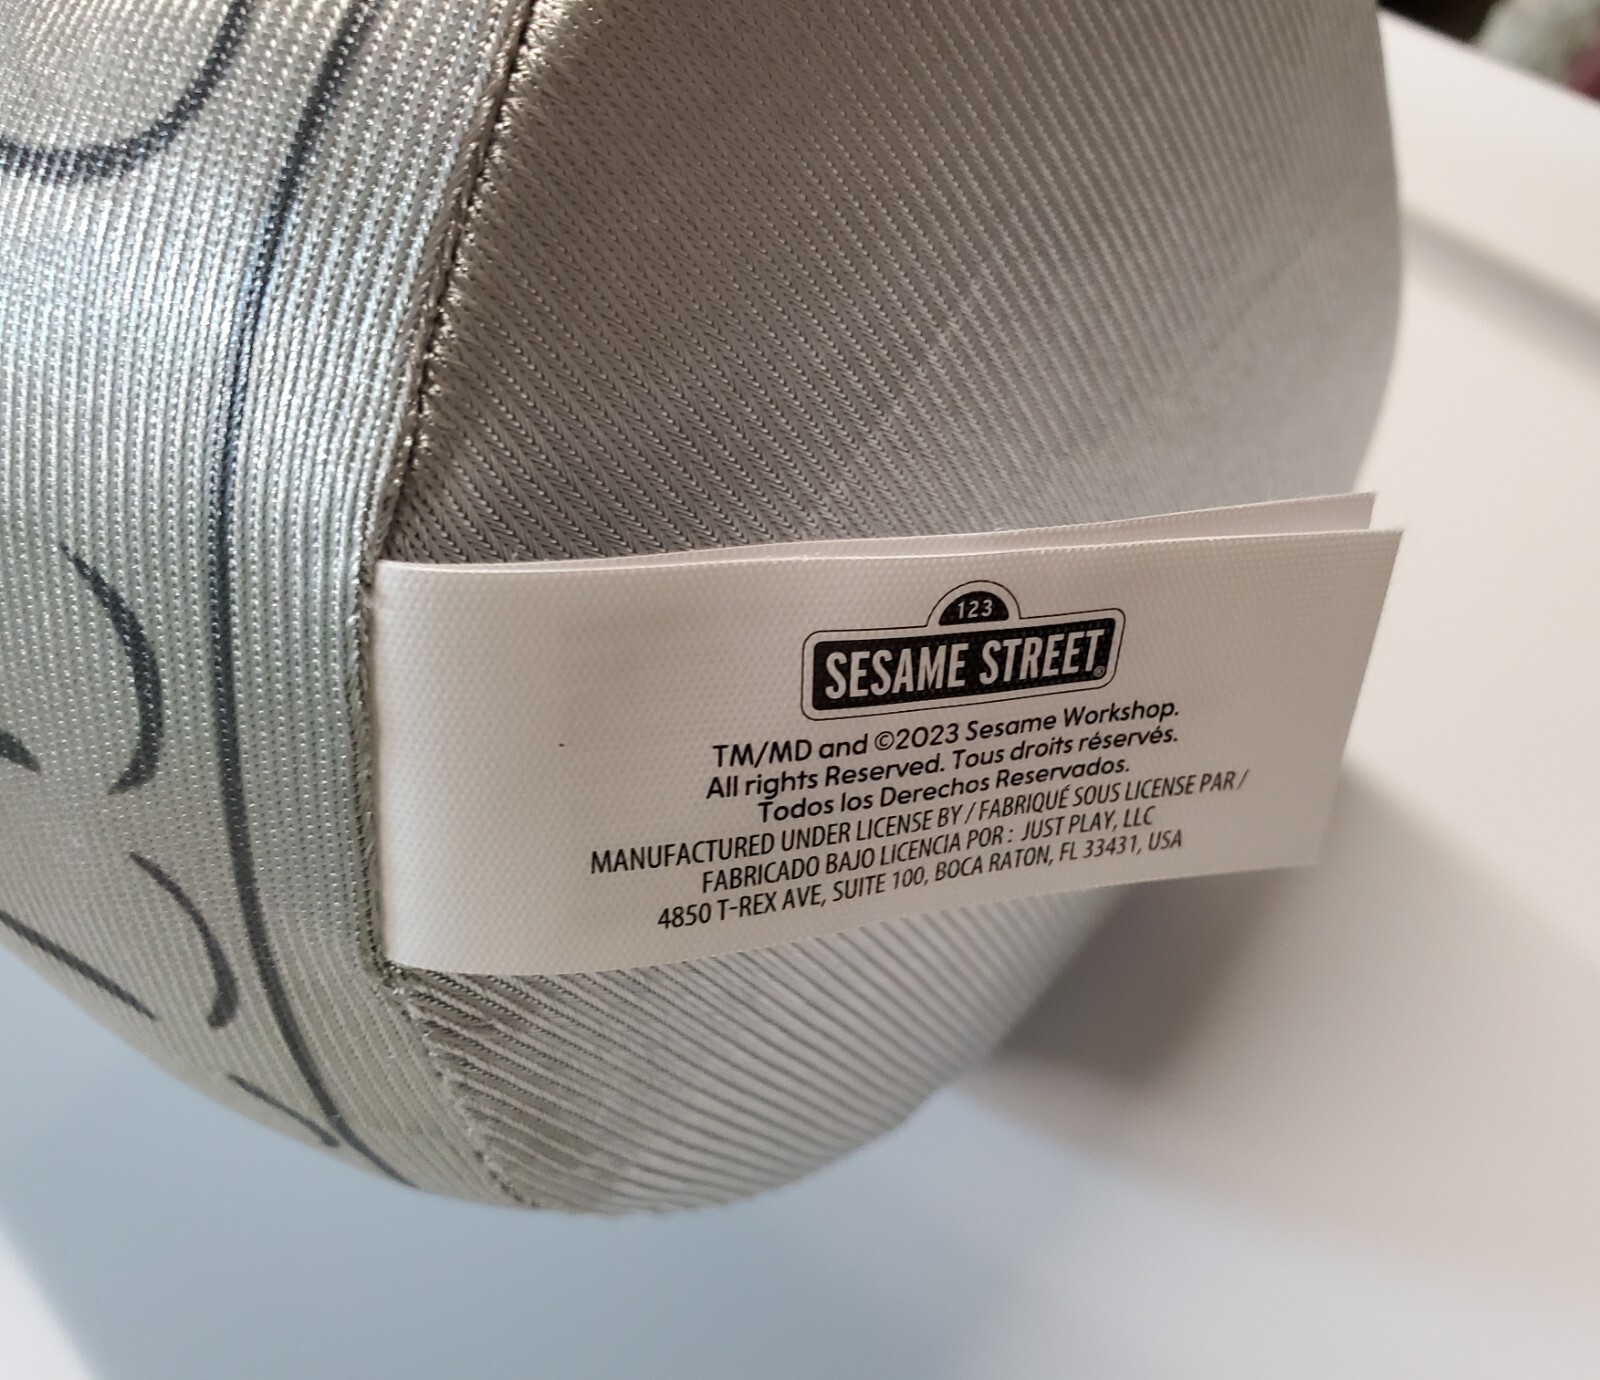 123
SESAME STREET®
TM/MD and ©2023 Sesame Workshop.
All rights Reserved. Tous droits réservés.
Todos los Derechos Reservados.
MANUFACTURED UNDER LICENSE BY / FABRIQUÉ SOUS LICENSE PAR /
FABRICADO BAJO LICENCIA POR : JUST PLAY, LLC
4850 T-REX AVE, SUITE 100, BOCA RATON, FL 33431, USA